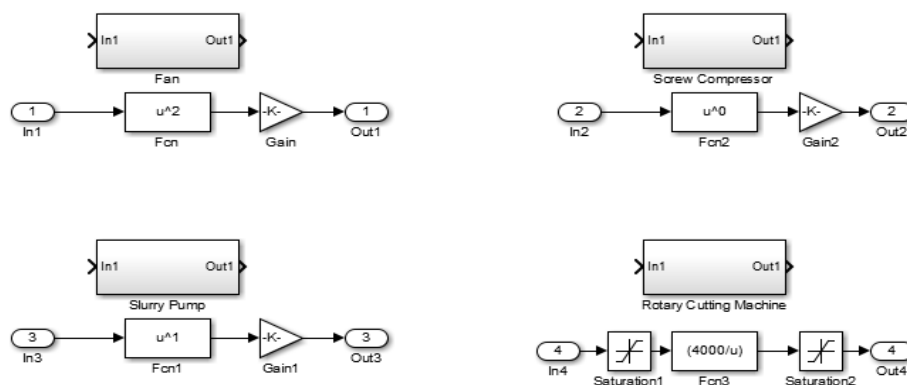 In1 Out1
Fan
1 u^2 -K- 1
In1 Fcn Gain Out1
In1 Out1
Screw Compressor
2 u^0 -K- 2
In2 Fcn2 Gain2 Out2
In1 Out1
Slurry Pump
3 u^1 -K- 3
In3 Fcn1 Gain1 Out3
In1 Out1
Rotary Cutting Machine
4 (4000/u) 4
In4 Saturation1 Fcn3 Saturation2 Out4